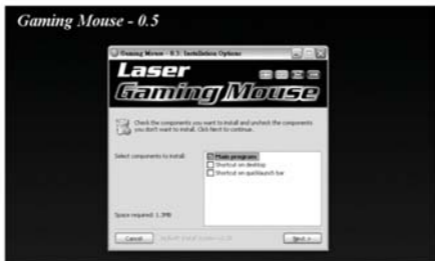 Gaming Mouse - 0.5
Gaming Mouse - 0.3: Installation Options
Laser
Gaming Mouse
Check the components you want to install and uncheck the components
you don't want to install. Click Next to continue.
Select components to install:
Main program
Shortcut on desktop
Shortcut on quicklaunch bar
Space required: 1.3MB
Cancel
Next >